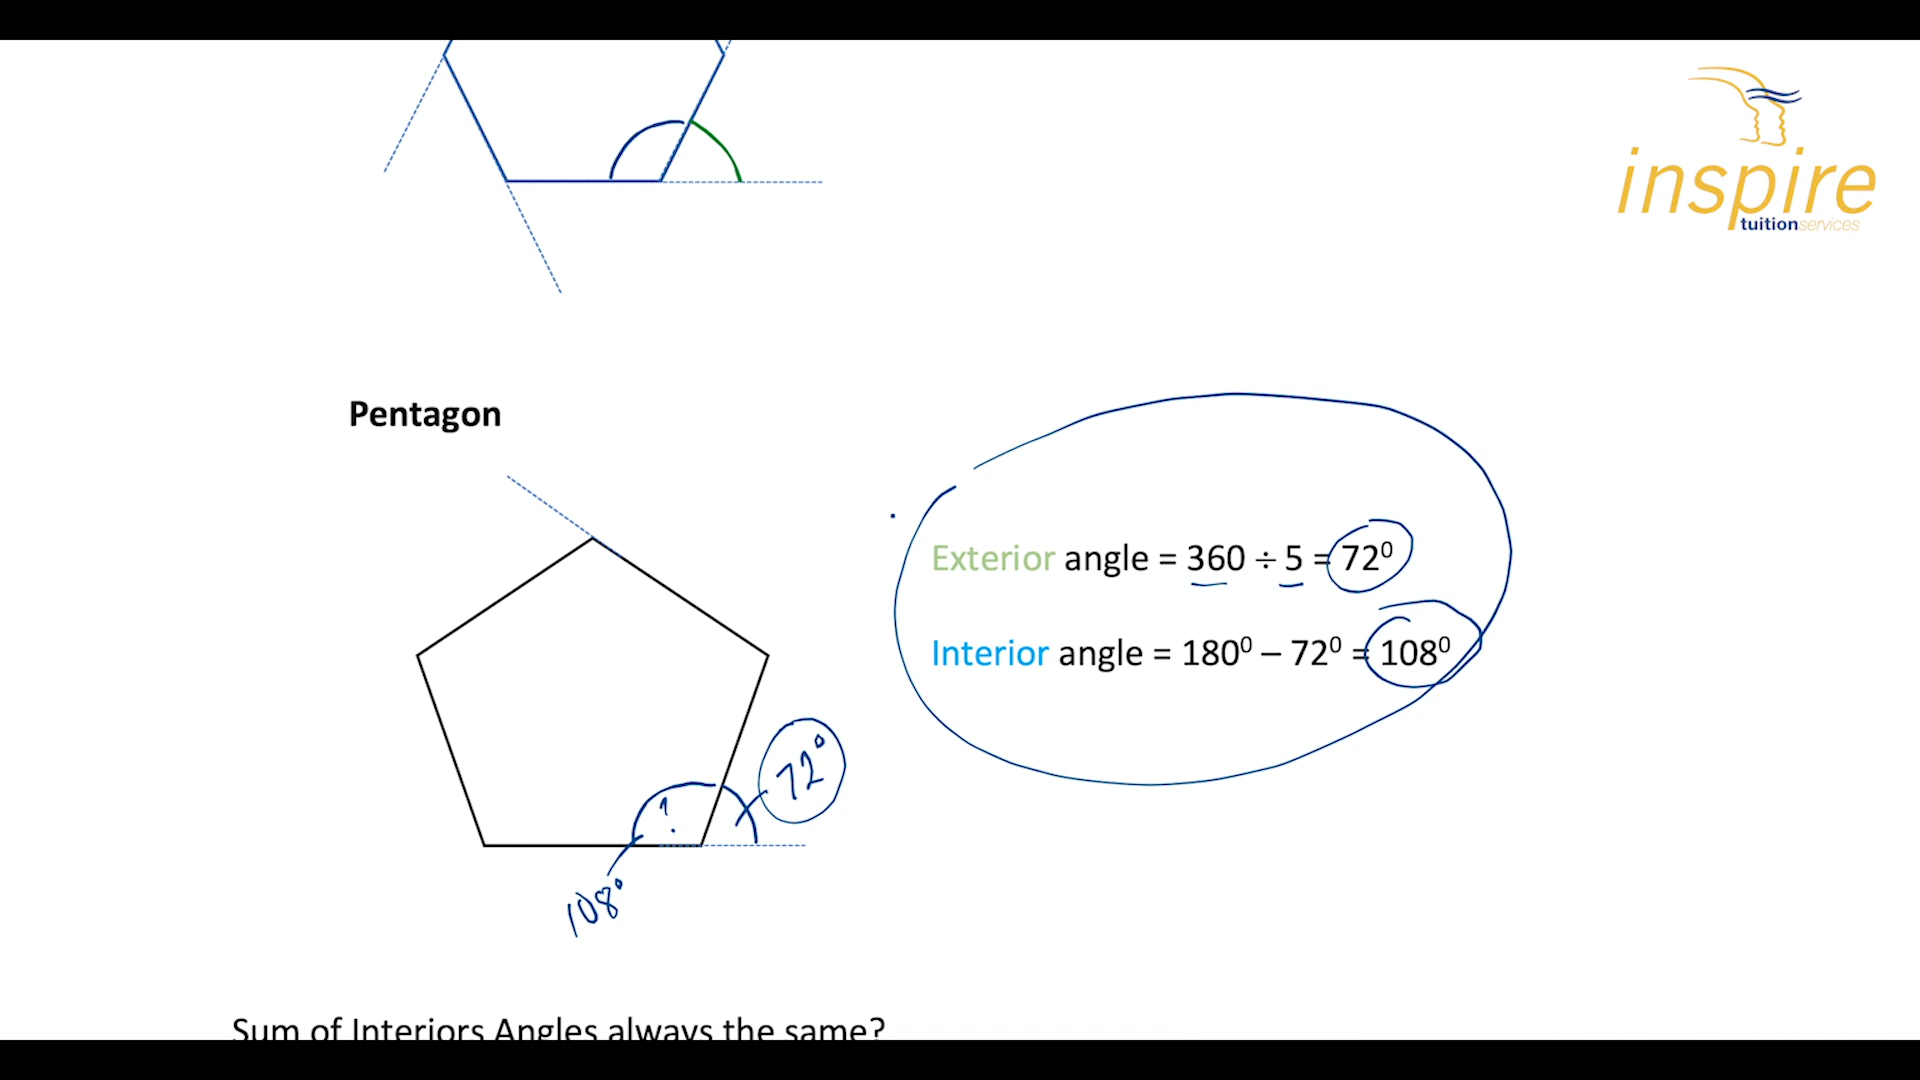 inspire
tuitionservices
Pentagon
Exterior angle = 360 ÷ 5 = 72⁰
Interior angle = 180⁰ – 72⁰ = 108⁰
72°
?
108°
Sum of Interiors Angles always the same?